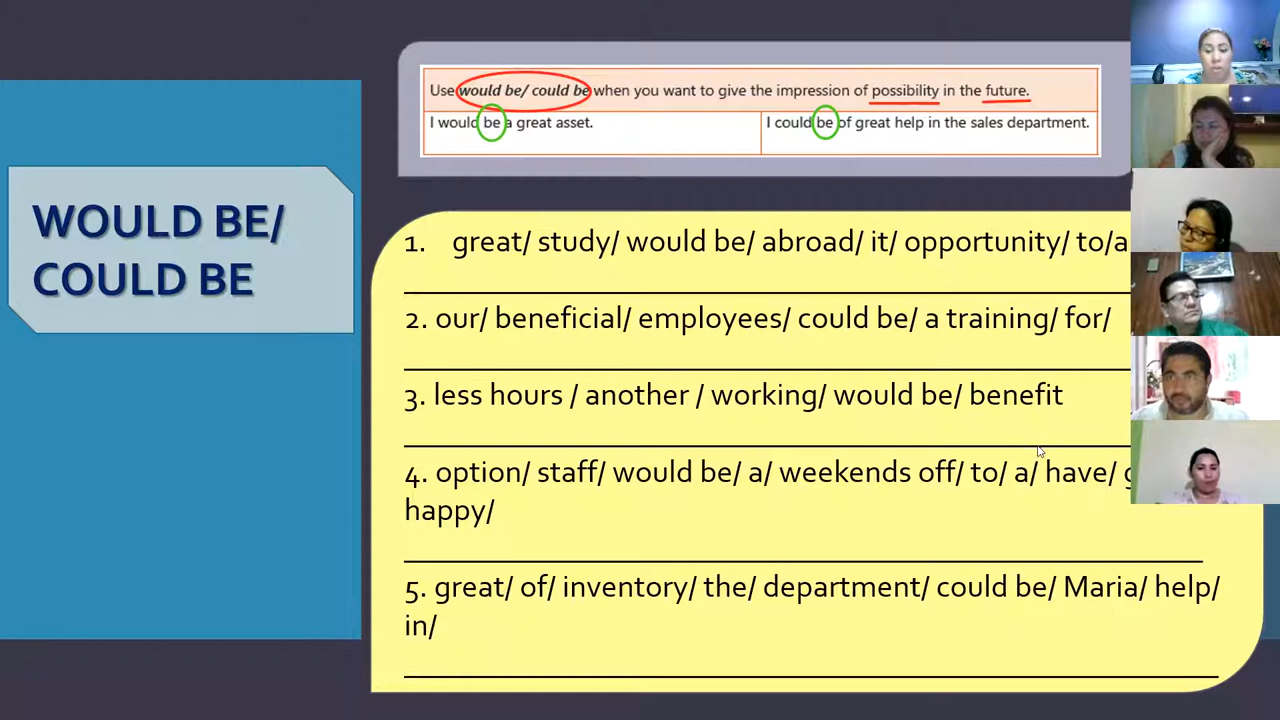 Use would be/ could be when you want to give the impression of possibility in the future.
I would be a great asset.
I could be of great help in the sales department.
WOULD BE/
COULD BE
1. great/ study/ would be/ abroad/ it/ opportunity/ to/a
2. our/ beneficial/ employees/ could be/ a training/ for/
3. less hours / another / working/ would be/ benefit
4. option/ staff/ would be/ a/ weekends off/ to/ a/ have/
happy/
5. great/ of/ inventory/ the/ department/ could be/ Maria/ help/
in/